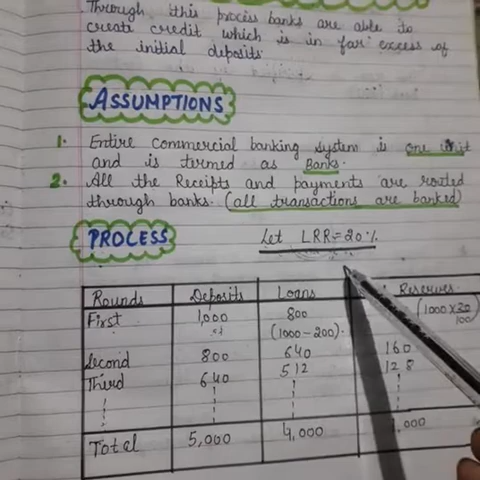 Through this process banks are able to
create credit which is in far excess of
the initial deposits.
ASSUMPTIONS
1. Entire commercial banking system is one unit
and is termed as Banks.
2. All the Receipts and payments are routed
through banks. (all transactions are banked)
PROCESS Let LRR=20%
Rounds Deposits Loans Reserves
First 1,000 800 (1000×20/100)
(1000-200).
Second 800 640 160
Third 640 512 128
Total 5,000 4,000 ,000